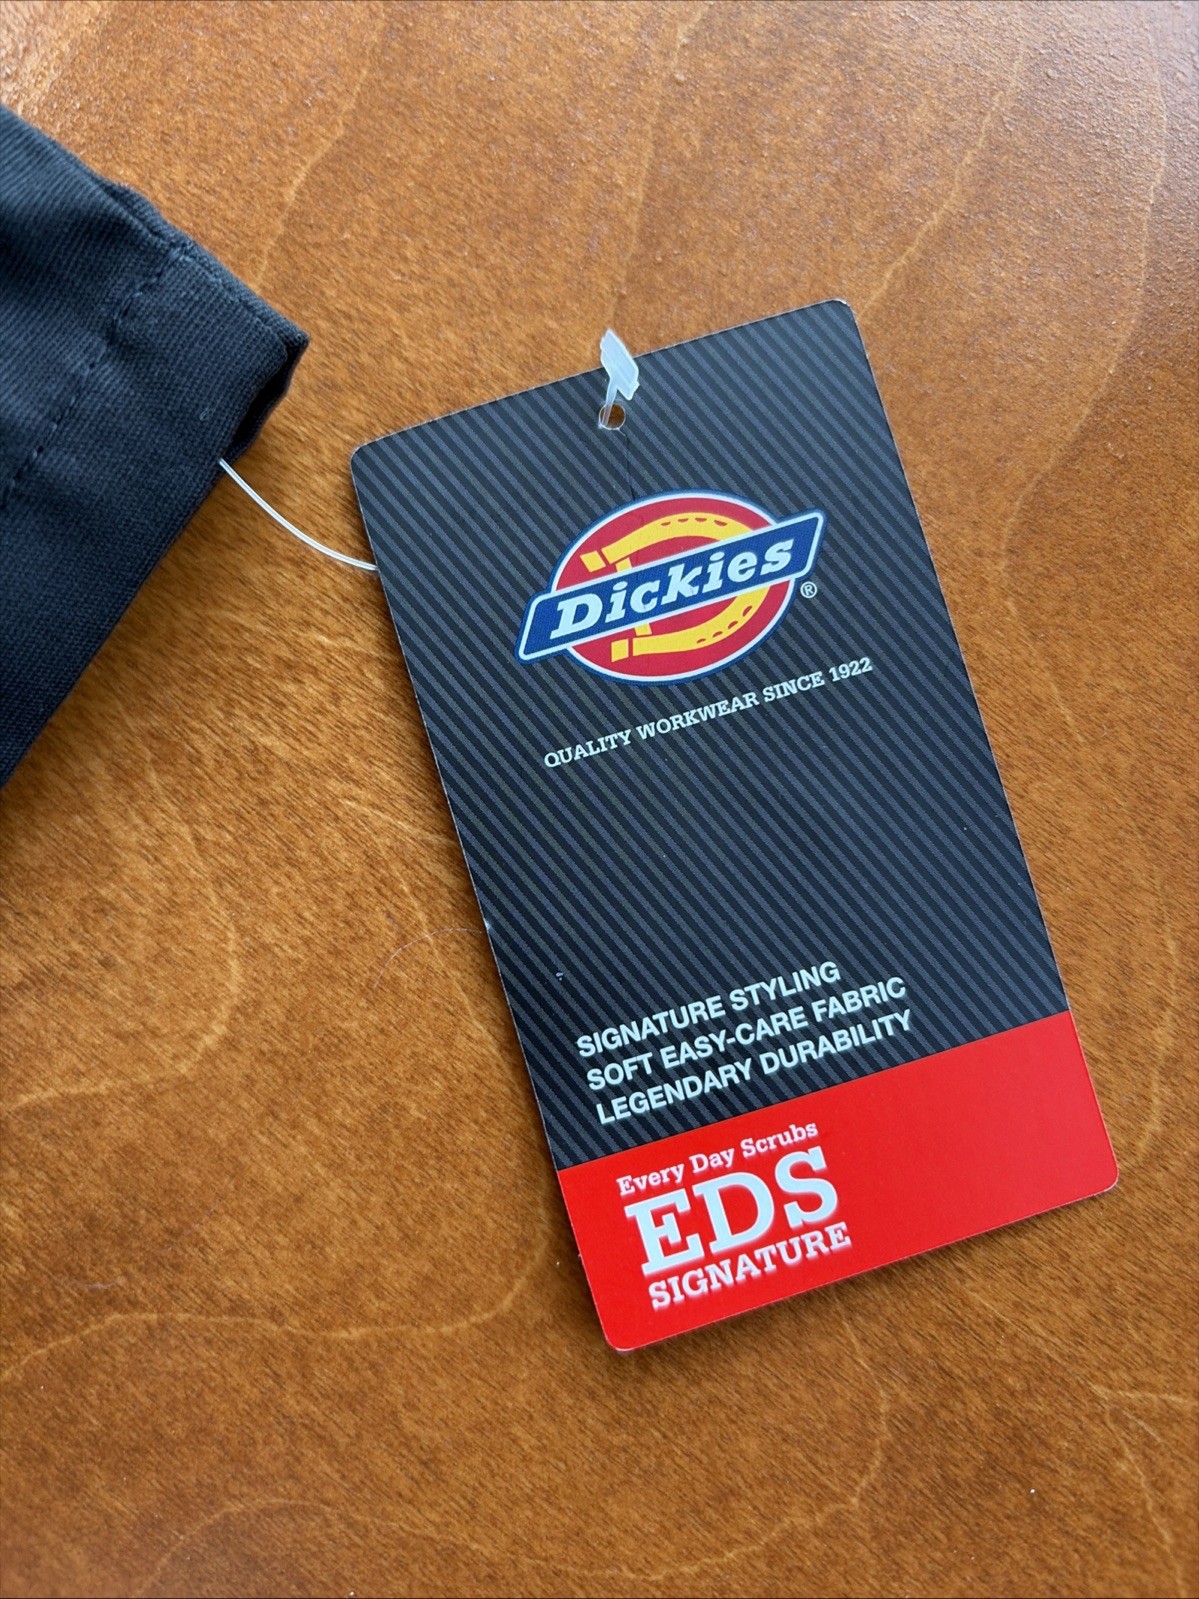 Dickies®
QUALITY WORKWEAR SINCE 1922
SIGNATURE STYLING
SOFT EASY-CARE FABRIC
LEGENDARY DURABILITY
Every Day Scrubs
EDS
SIGNATURE